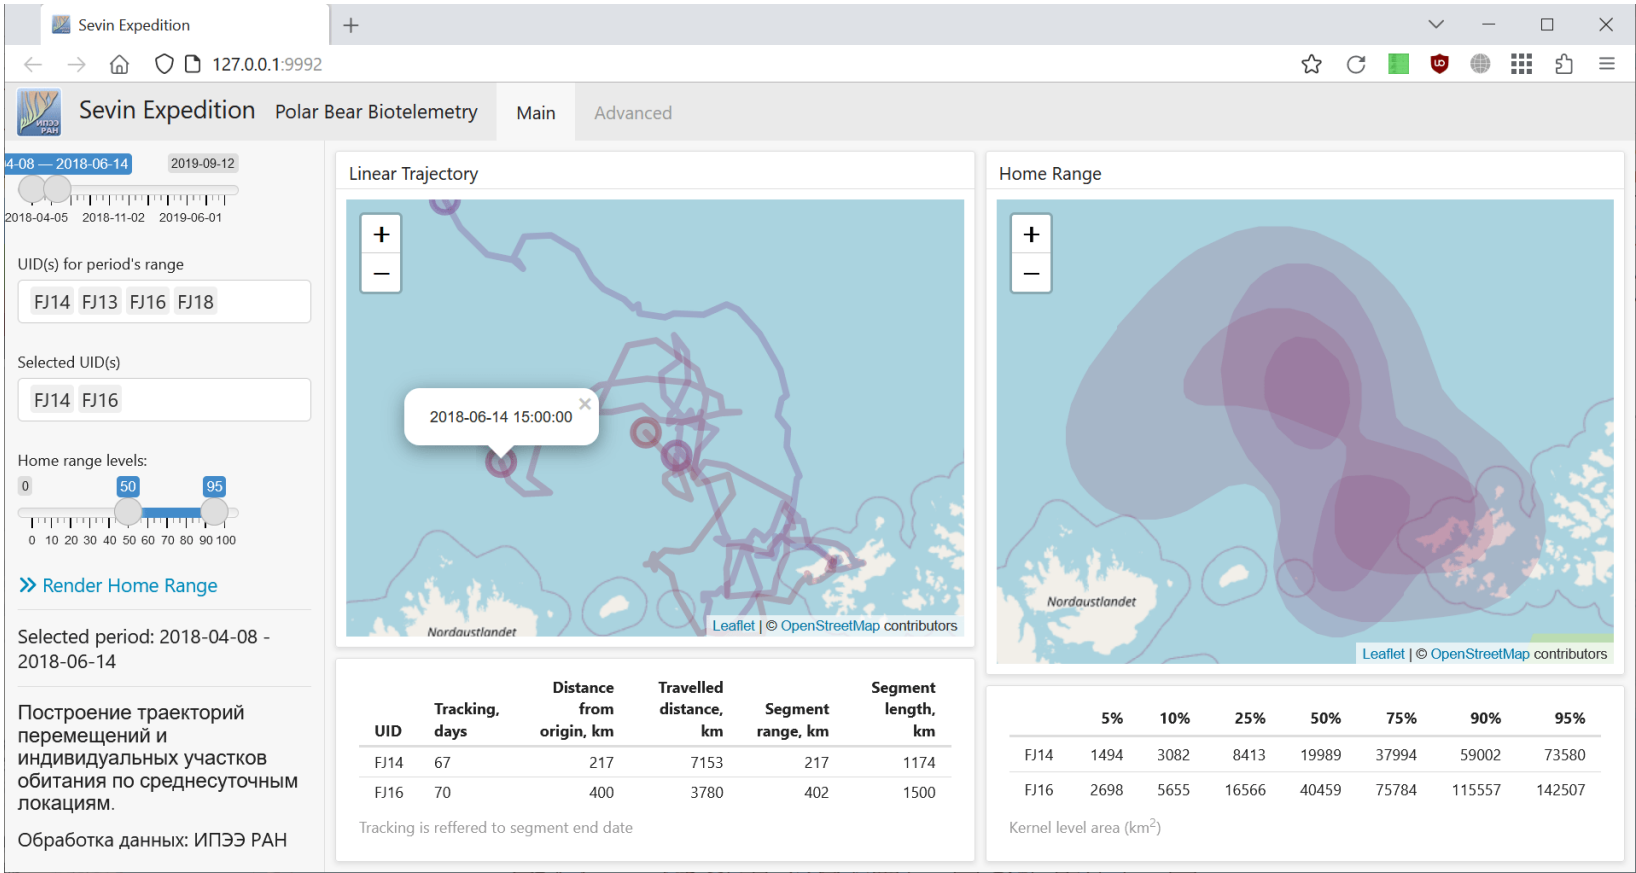 Sevin Expedition
127.0.0.1:9992
ИПЭЭ
РАН
Sevin Expedition
Polar Bear Biotelemetry
Main
Advanced
4-08 — 2018-06-14
2019-09-12
2018-04-05 2018-11-02 2019-06-01
UID(s) for period's range
FJ14 FJ13 FJ16 FJ18
Selected UID(s)
FJ14 FJ16
Home range levels:
0 50 95
0 10 20 30 40 50 60 70 80 90 100
Render Home Range
Selected period: 2018-04-08 -
2018-06-14
Построение траекторий
перемещений и
индивидуальных участков
обитания по среднесуточным
локациям.
Обработка данных: ИПЭЭ РАН
Linear Trajectory
+
−
2018-06-14 15:00:00 ×
Nordaustlandet
Leaflet | © OpenStreetMap contributors
UID Tracking, days Distance from origin, km Travelled distance, km Segment range, km Segment length, km
FJ14 67 217 7153 217 1174
FJ16 70 400 3780 402 1500
Tracking is reffered to segment end date
Home Range
+
−
Nordaustlandet
Leaflet | © OpenStreetMap contributors
5% 10% 25% 50% 75% 90% 95%
FJ14 1494 3082 8413 19989 37994 59002 73580
FJ16 2698 5655 16566 40459 75784 115557 142507
Kernel level area (km²)